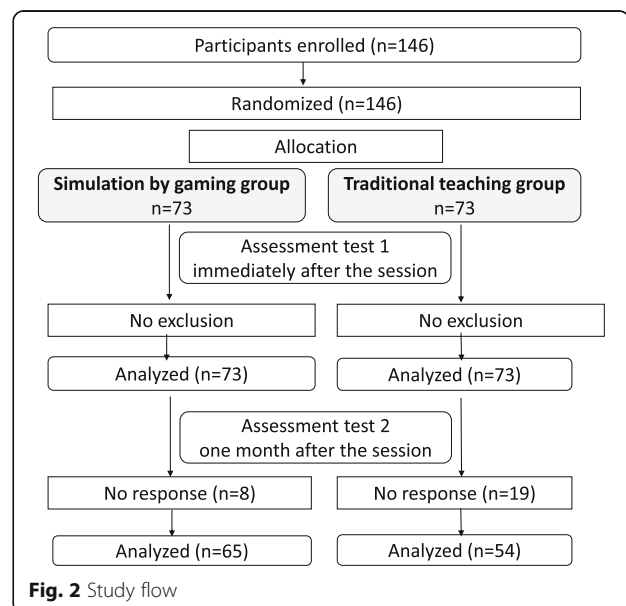 Participants enrolled (n=146)
Randomized (n=146)
Allocation
Simulation by gaming group
n=73
Traditional teaching group
n=73
Assessment test 1
immediately after the session
No exclusion
No exclusion
Analyzed (n=73)
Analyzed (n=73)
Assessment test 2
one month after the session
No response (n=8)
No response (n=19)
Analyzed (n=65)
Analyzed (n=54)
Fig. 2 Study flow